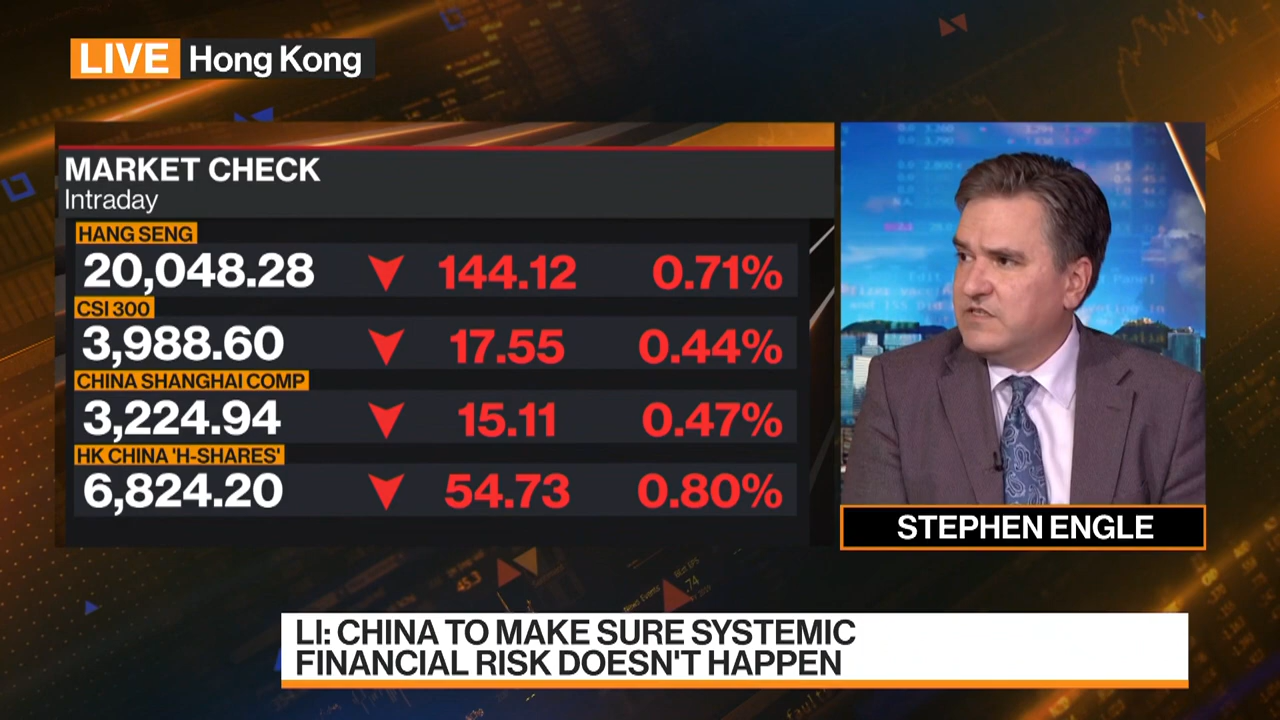 LIVE Hong Kong
MARKET CHECK
Intraday
HANG SENG
20,048.28 144.12 0.71%
CSI 300
3,988.60 17.55 0.44%
CHINA SHANGHAI COMP
3,224.94 15.11 0.47%
HK CHINA 'H-SHARES'
6,824.20 54.73 0.80%
STEPHEN ENGLE
LI: CHINA TO MAKE SURE SYSTEMIC
FINANCIAL RISK DOESN'T HAPPEN